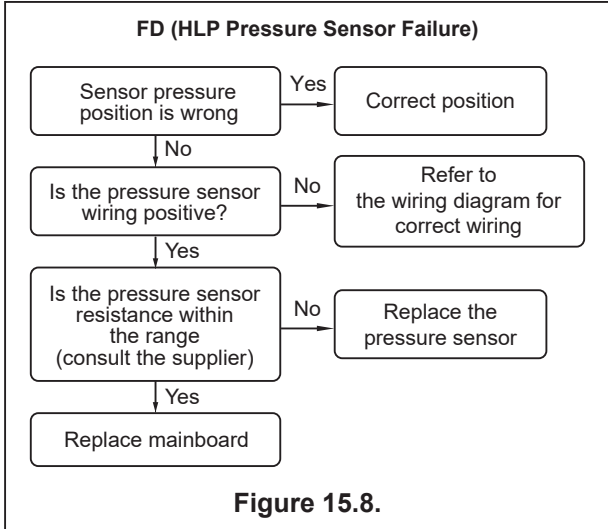 FD (HLP Pressure Sensor Failure)
Sensor pressure
position is wrong
Yes
Correct position
No
Is the pressure sensor
wiring positive?
No
Refer to
the wiring diagram for
correct wiring
Yes
Is the pressure sensor
resistance within
the range
(consult the supplier)
No
Replace the
pressure sensor
Yes
Replace mainboard
Figure 15.8.